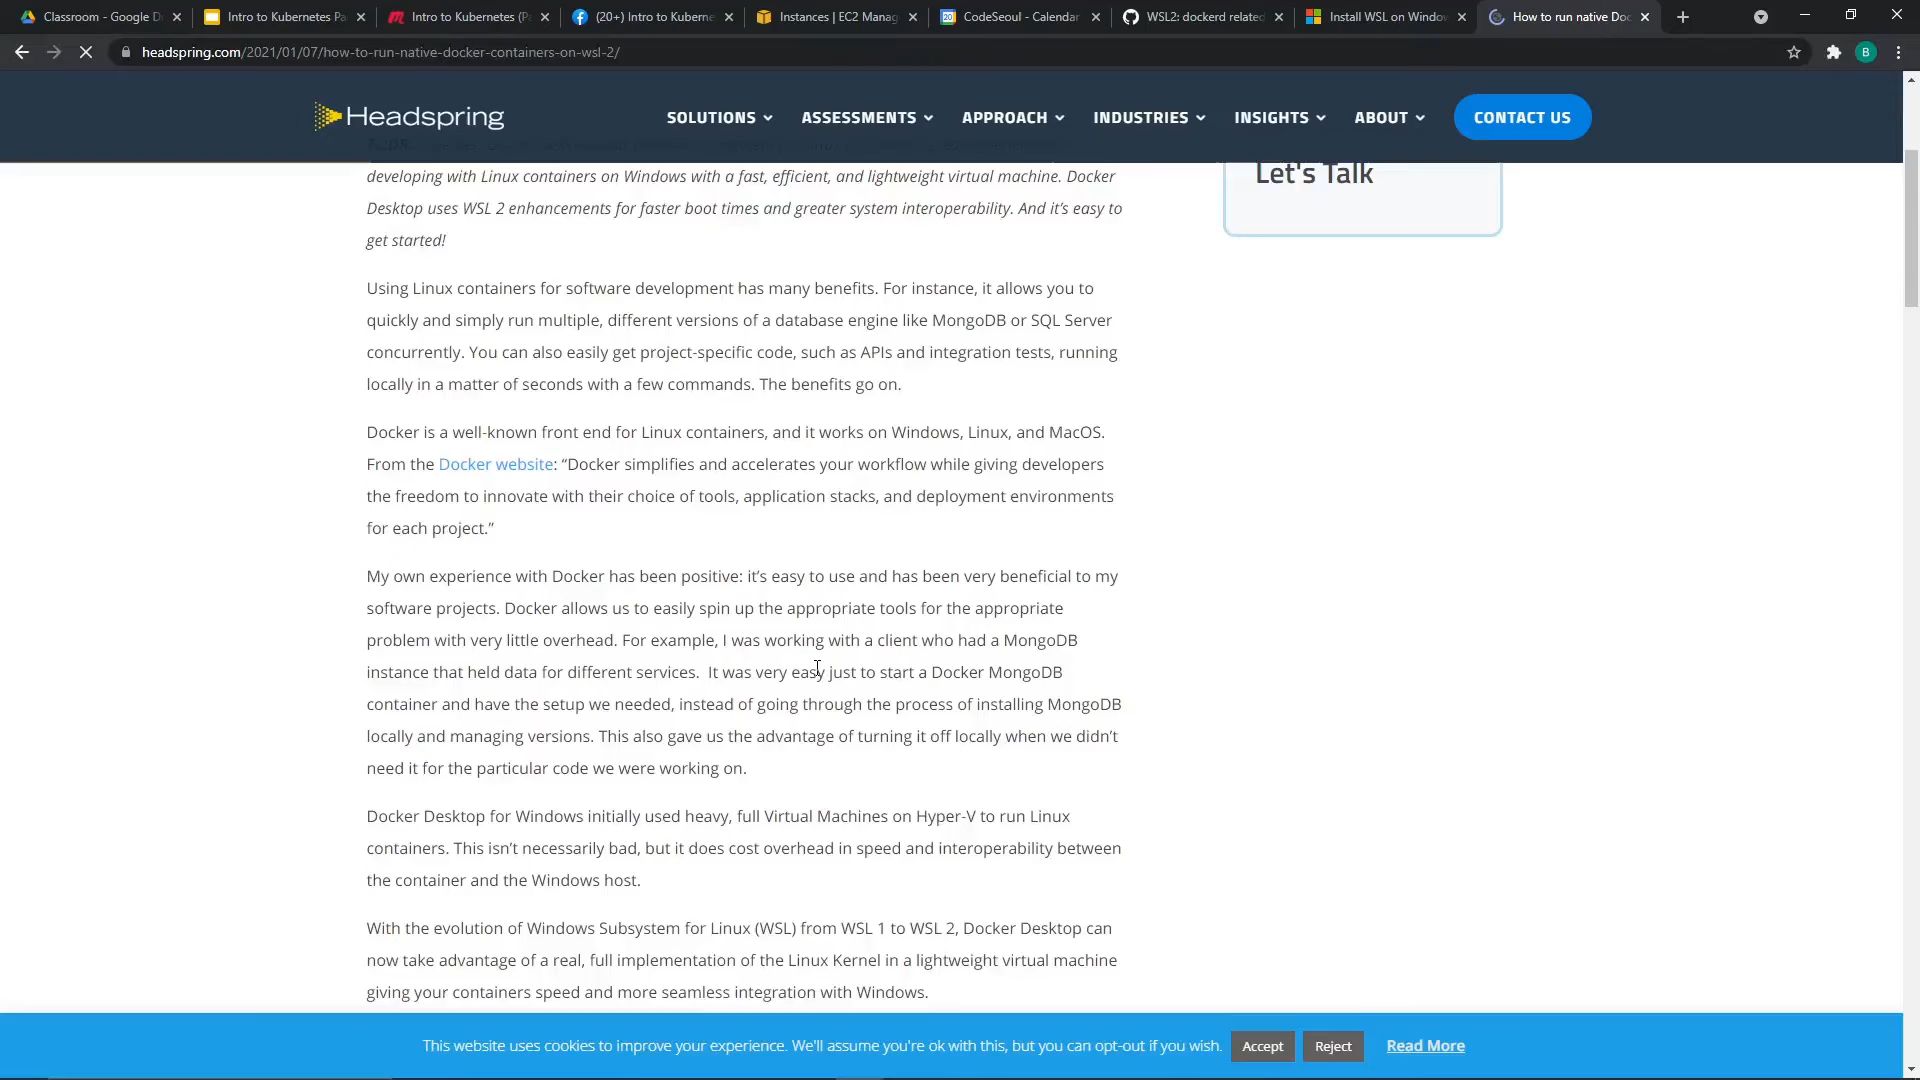 Classroom - Google D
Intro to Kubernetes Pa
Intro to Kubernetes (P
(20+) Intro to Kuberne
Instances | EC2 Manag
CodeSeoul - Calendar
WSL2: dockerd related
Install WSL on Windo
How to run native Doc
headspring.com/2021/01/07/how-to-run-native-docker-containers-on-wsl-2/
B
Headspring
SOLUTIONS
ASSESSMENTS
APPROACH
INDUSTRIES
INSIGHTS
ABOUT
CONTACT US
developing with Linux containers on Windows with a fast, efficient, and lightweight virtual machine. Docker
Desktop uses WSL 2 enhancements for faster boot times and greater system interoperability. And it's easy to
get started!
Let's Talk
Using Linux containers for software development has many benefits. For instance, it allows you to
quickly and simply run multiple, different versions of a database engine like MongoDB or SQL Server
concurrently. You can also easily get project-specific code, such as APIs and integration tests, running
locally in a matter of seconds with a few commands. The benefits go on.
Docker is a well-known front end for Linux containers, and it works on Windows, Linux, and MacOS.
From the Docker website: “Docker simplifies and accelerates your workflow while giving developers
the freedom to innovate with their choice of tools, application stacks, and deployment environments
for each project.”
My own experience with Docker has been positive: it’s easy to use and has been very beneficial to my
software projects. Docker allows us to easily spin up the appropriate tools for the appropriate
problem with very little overhead. For example, I was working with a client who had a MongoDB
instance that held data for different services. It was very easy just to start a Docker MongoDB
container and have the setup we needed, instead of going through the process of installing MongoDB
locally and managing versions. This also gave us the advantage of turning it off locally when we didn’t
need it for the particular code we were working on.
Docker Desktop for Windows initially used heavy, full Virtual Machines on Hyper-V to run Linux
containers. This isn’t necessarily bad, but it does cost overhead in speed and interoperability between
the container and the Windows host.
With the evolution of Windows Subsystem for Linux (WSL) from WSL 1 to WSL 2, Docker Desktop can
now take advantage of a real, full implementation of the Linux Kernel in a lightweight virtual machine
giving your containers speed and more seamless integration with Windows.
This website uses cookies to improve your experience. We'll assume you're ok with this, but you can opt-out if you wish.
Accept
Reject
Read More